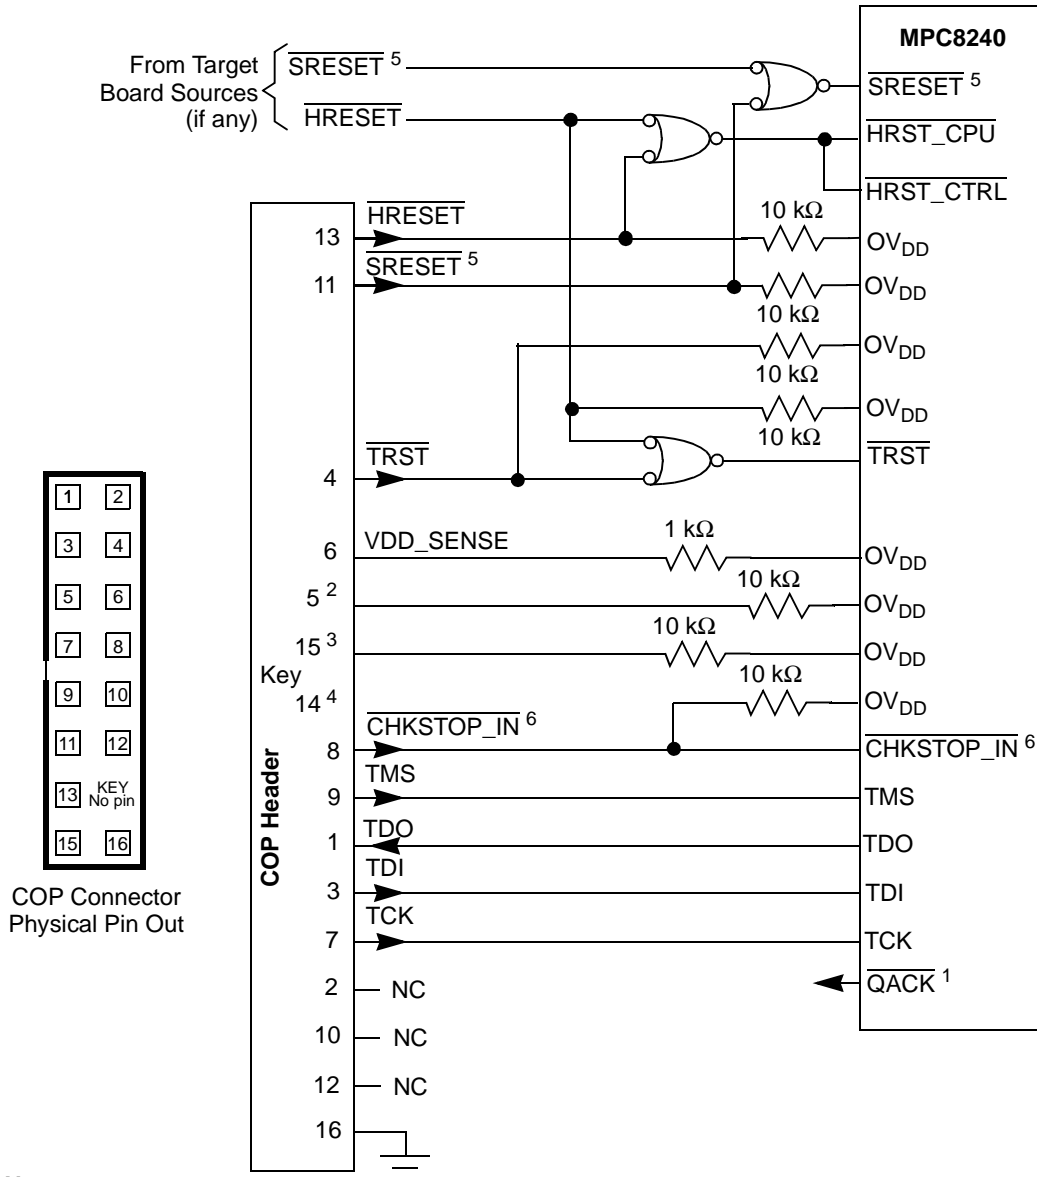 MPC8240
From Target
Board Sources
(if any)
SRESET 5
HRESET
SRESET 5
HRST_CPU
HRST_CTRL
13
HRESET
10 kΩ
OVDD
11
SRESET 5
10 kΩ
OVDD
10 kΩ
OVDD
10 kΩ
OVDD
4
TRST
TRST
6
VDD_SENSE
1 kΩ
OVDD
5 2
10 kΩ
OVDD
15 3
10 kΩ
OVDD
Key
14 4
10 kΩ
OVDD
8
CHKSTOP_IN 6
CHKSTOP_IN 6
9
TMS
TMS
1
TDO
TDO
3
TDI
TDI
7
TCK
TCK
QACK 1
2
NC
10
NC
12
NC
16
COP Header
1 2
3 4
5 6
7 8
9 10
11 12
13 KEY
No pin
15 16
COP Connector
Physical Pin Out